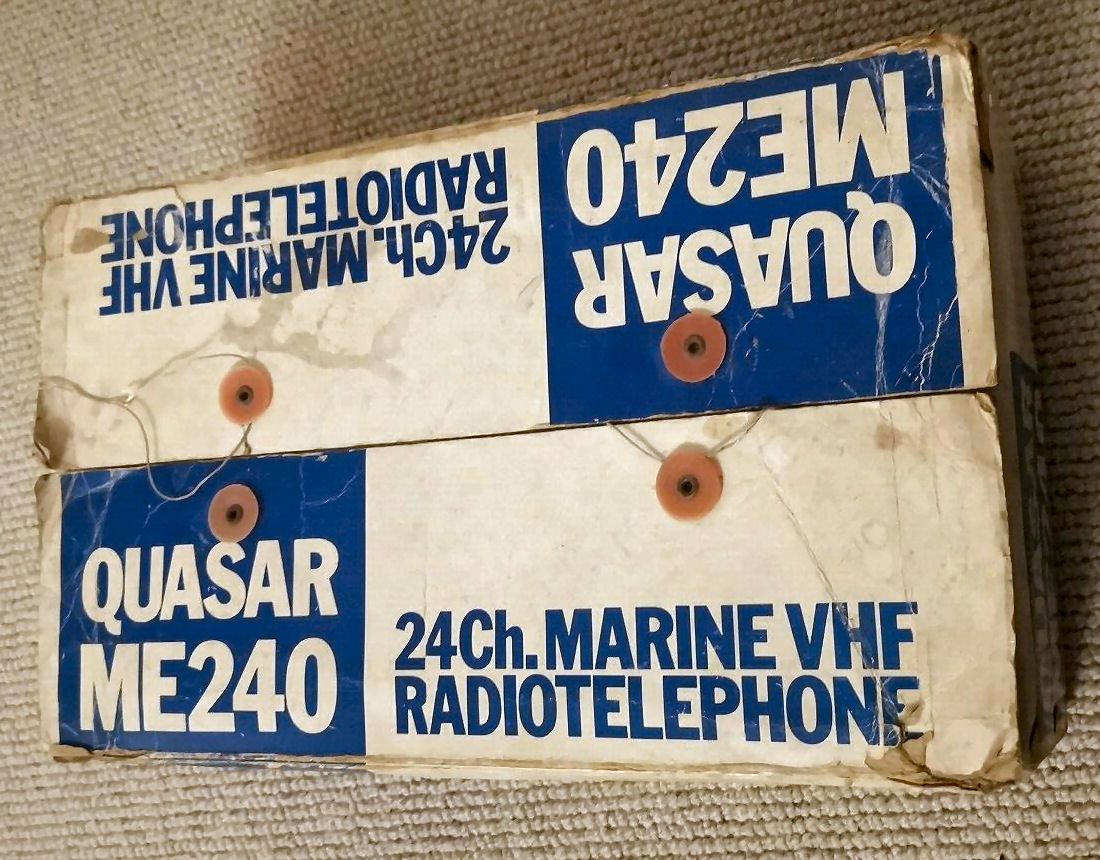 QUASAR
ME240
24Ch. MARINE VHF
RADIOTELEPHONE
QUASAR
ME240
24Ch. MARINE VHF
RADIOTELEPHONE